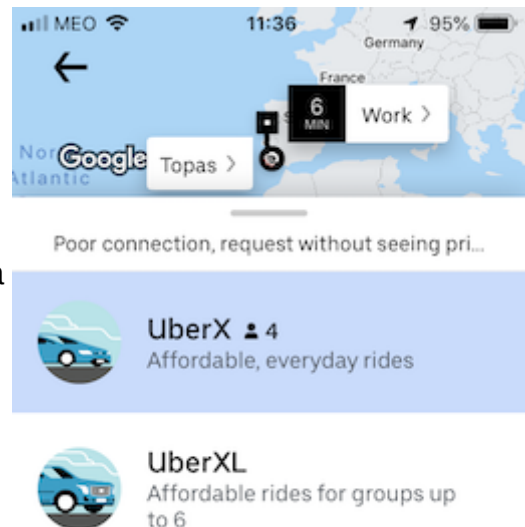 MEO 11:36 95%
Germany
France
6 MIN Work >
Google Topas >
Atlantic
Poor connection, request without seeing pri...
UberX 4
Affordable, everyday rides
UberXL
Affordable rides for groups up
to 6